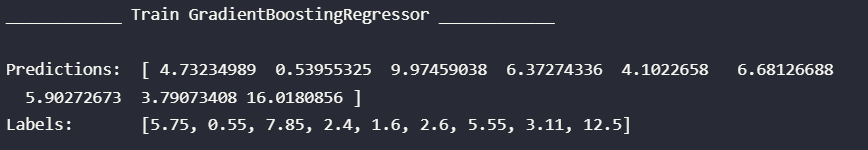 ____________ Train GradientBoostingRegressor ____________
Predictions:  [ 4.73234989  0.53955325  9.97459038  6.37274336  4.1022658   6.68126688
  5.90272673  3.79073408 16.0180856 ]
Labels:       [5.75, 0.55, 7.85, 2.4, 1.6, 2.6, 5.55, 3.11, 12.5]